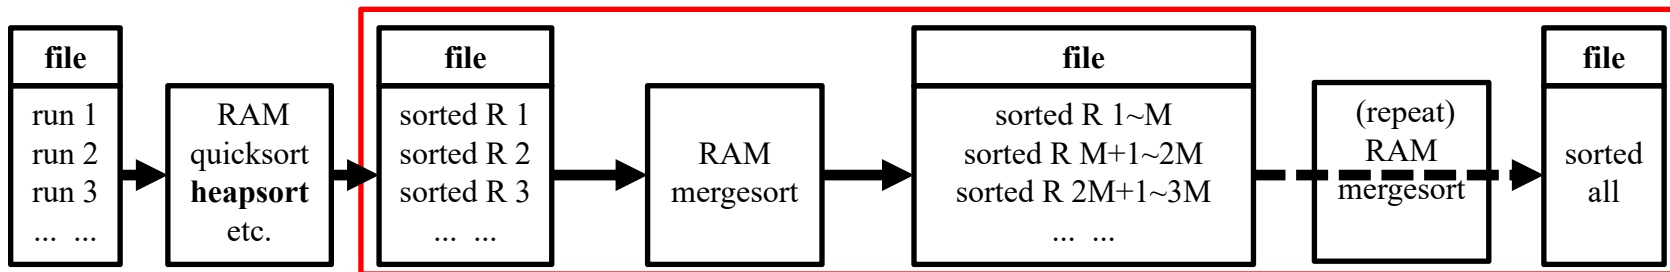 file
run 1
run 2
run 3
... ...
RAM
quicksort
heapsort
etc.
file
sorted R 1
sorted R 2
sorted R 3
... ...
RAM
mergesort
file
sorted R 1~M
sorted R M+1~2M
sorted R 2M+1~3M
... ...
(repeat)
RAM
mergesort
file
sorted
all